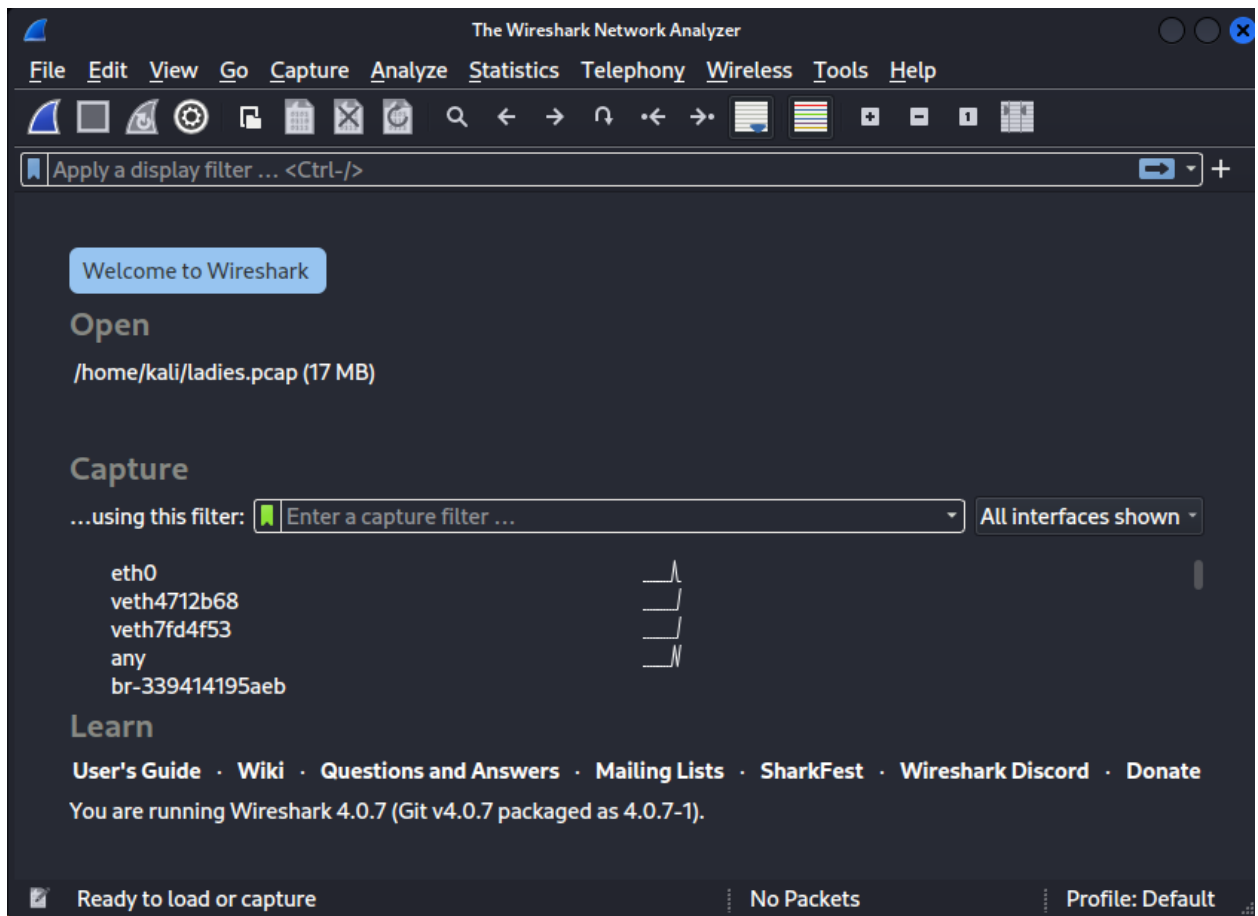 The Wireshark Network Analyzer
File Edit View Go Capture Analyze Statistics Telephony Wireless Tools Help
1
Apply a display filter … <Ctrl-/>
Welcome to Wireshark
Open
/home/kali/ladies.pcap (17 MB)
Capture
…using this filter: Enter a capture filter … All interfaces shown
eth0
veth4712b68
veth7fd4f53
any
br-339414195aeb
Learn
User's Guide · Wiki · Questions and Answers · Mailing Lists · SharkFest · Wireshark Discord · Donate
You are running Wireshark 4.0.7 (Git v4.0.7 packaged as 4.0.7-1).
Ready to load or capture No Packets Profile: Default